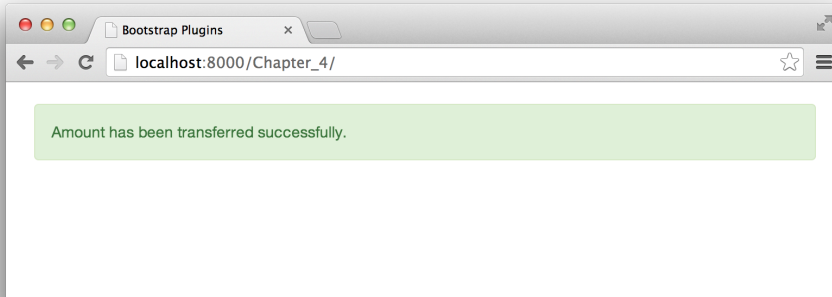 Bootstrap Plugins
localhost:8000/Chapter_4/
Amount has been transferred successfully.